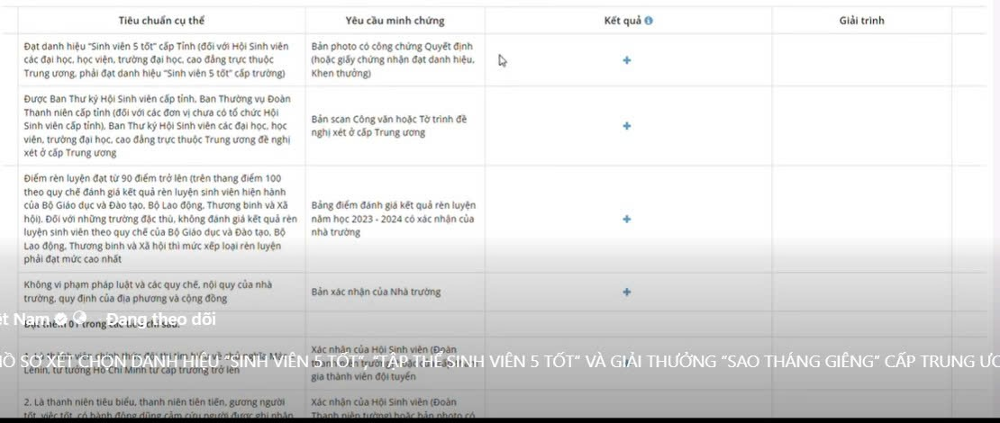 Tiêu chuẩn cụ thể
Yêu cầu minh chứng
Kết quả
Giải trình
Đạt danh hiệu "Sinh viên 5 tốt" cấp Tỉnh (đối với Hội Sinh viên
các đại học, học viện, trường đại học, cao đẳng trực thuộc
Trung ương, phải đạt danh hiệu "Sinh viên 5 tốt" cấp trường)
Bản photo có công chứng Quyết định
(hoặc giấy chứng nhận đạt danh hiệu,
Khen thưởng)
Được Ban Thư ký Hội Sinh viên cấp tỉnh, Ban Thường vụ Đoàn
Thanh niên cấp tỉnh (đối với các đơn vị chưa có tổ chức Hội
Sinh viên cấp tỉnh), Ban Thư ký Hội Sinh viên các đại học, học
viện, trường đại học, cao đẳng trực thuộc Trung ương đề nghị
xét ở cấp Trung ương
Bản scan Công văn hoặc Tờ trình đề
nghị xét ở cấp Trung ương
Điểm rèn luyện đạt từ 90 điểm trở lên (trên thang điểm 100
theo quy chế đánh giá kết quả rèn luyện sinh viên hiện hành
của Bộ Giáo dục và Đào tạo, Bộ Lao động, Thương binh và Xã
hội). Đối với những trường đặc thù, không đánh giá kết quả rèn
luyện sinh viên theo quy chế của Bộ Giáo dục và Đào tạo, Bộ
Lao động, Thương binh và Xã hội thì mức xếp loại rèn luyện
phải đạt mức cao nhất
Bảng điểm đánh giá kết quả rèn luyện
năm học 2023 - 2024 có xác nhận của
nhà trường
Không vi phạm pháp luật và các quy chế, nội quy của nhà
trường, quy định của địa phương và cộng đồng
Bản xác nhận của Nhà trường
ệt Nam Đang theo dõi
Đạt thêm 01 trong các tiêu chí sau:
Lênin, tư tưởng Hồ Chí Minh từ cấp trường trở lên
Xác nhận của Hội Sinh viên (Đoàn
gia thành viên đội tuyển
HỒ SƠ XÉT CHỌN DANH HIỆU "SINH VIÊN 5 TỐT", "TẬP THỂ SINH VIÊN 5 TỐT" VÀ GIẢI THƯỞNG "SAO THÁNG GIÊNG" CẤP TRUNG ƯƠ
2. Là thanh niên tiêu biểu, thanh niên tiên tiến, gương người
tốt, việc tốt, có hành động dũng cảm cứu người được ghi nhận
Xác nhận của Hội Sinh viên (Đoàn
Thanh niên trường) hoặc bản photo có